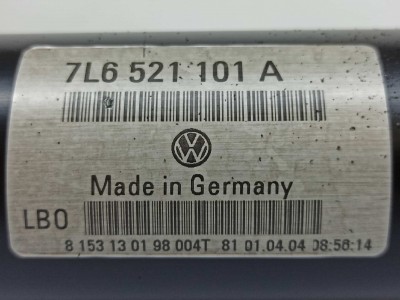 7L6 521 101 A
Made in Germany
LBO
8 153 13 01 98 004T 81 01.04.04 08:56:14